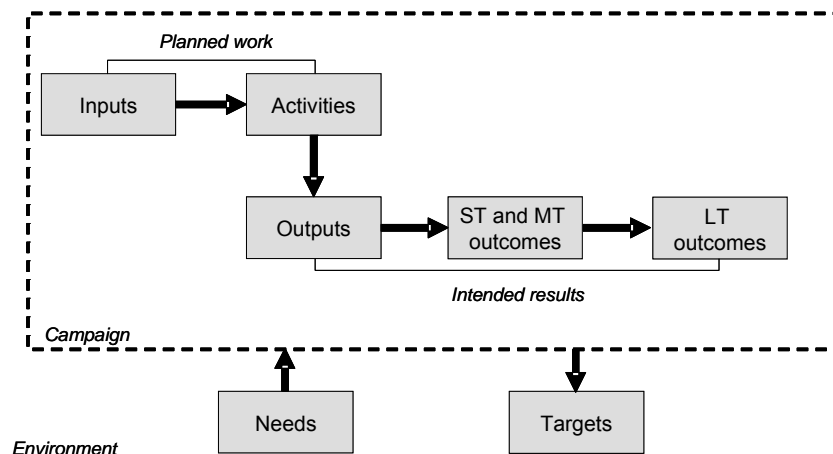 Planned work
Inputs
Activities
Outputs
ST and MT
outcomes
LT
outcomes
Intended results
Campaign
Needs
Targets
Environment